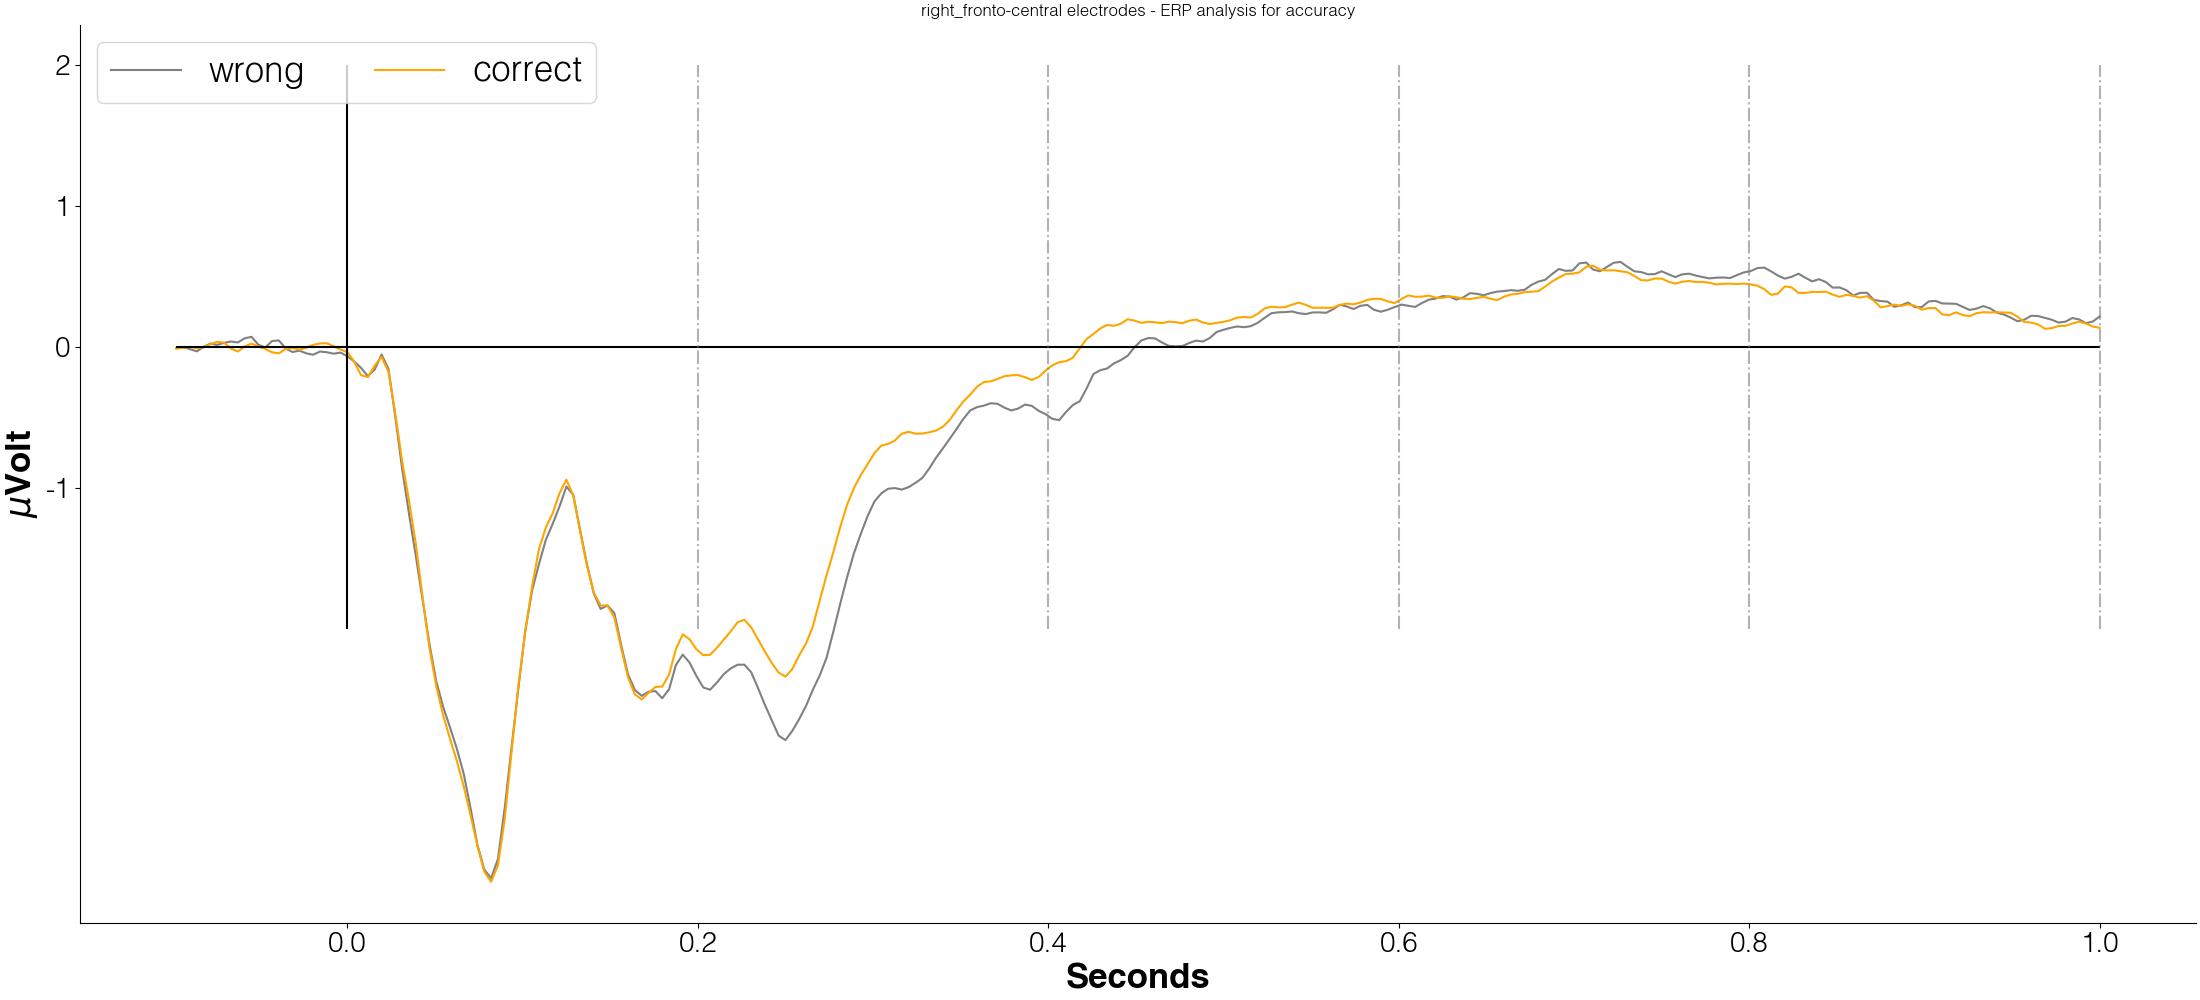 right_fronto-central electrodes - ERP analysis for accuracy
wrong correct
2
1
0
-1
μVolt
0.0 0.2 0.4 0.6 0.8 1.0
Seconds